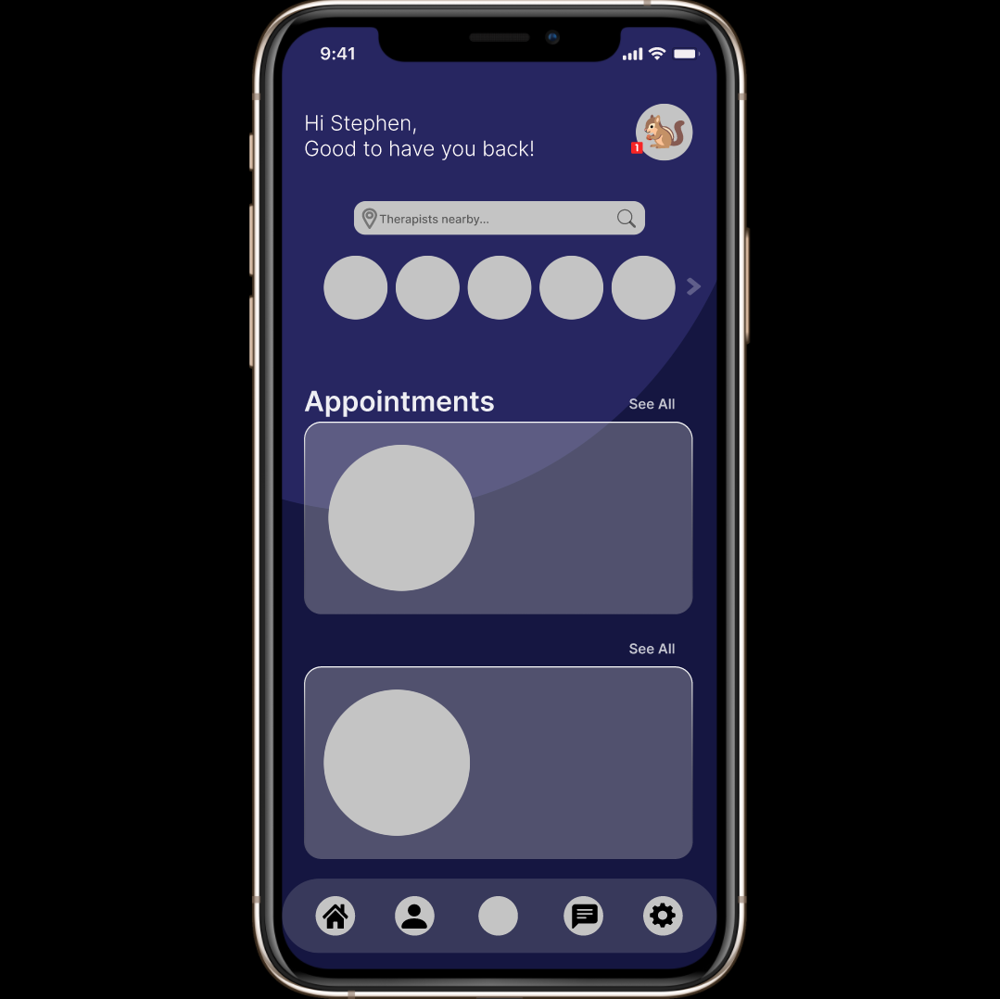 9:41
Hi Stephen,
Good to have you back!
1
Therapists nearby...
Appointments
See All
See All